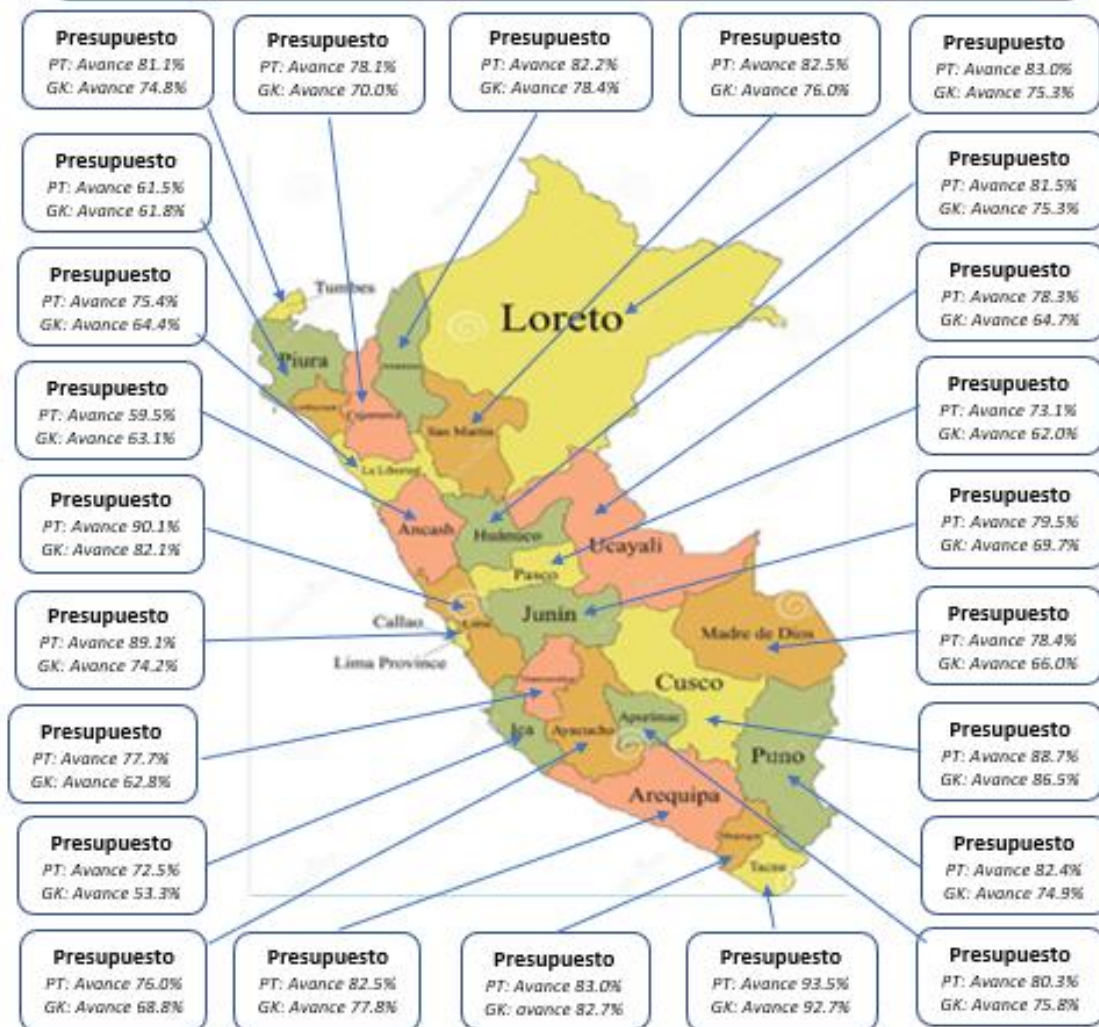 Presupuesto
PT: Avance 81.1%
GK: Avance 74.8%
Presupuesto
PT: Avance 78.1%
GK: Avance 70.0%
Presupuesto
PT: Avance 82.2%
GK: Avance 78.4%
Presupuesto
PT: Avance 82.5%
GK: Avance 76.0%
Presupuesto
PT: Avance 83.0%
GK: Avance 75.3%
Presupuesto
PT: Avance 61.5%
GK: Avance 61.8%
Presupuesto
PT: Avance 81.5%
GK: Avance 75.3%
Presupuesto
PT: Avance 75.4%
GK: Avance 64.4%
Presupuesto
PT: Avance 78.3%
GK: Avance 64.7%
Presupuesto
PT: Avance 59.5%
GK: Avance 63.1%
Presupuesto
PT: Avance 73.1%
GK: Avance 62.0%
Presupuesto
PT: Avance 90.1%
GK: Avance 82.1%
Presupuesto
PT: Avance 79.5%
GK: Avance 69.7%
Presupuesto
PT: Avance 89.1%
GK: Avance 74.2%
Presupuesto
PT: Avance 78.4%
GK: Avance 66.0%
Presupuesto
PT: Avance 77.7%
GK: Avance 62.8%
Presupuesto
PT: Avance 88.7%
GK: Avance 86.5%
Presupuesto
PT: Avance 72.5%
GK: Avance 53.3%
Presupuesto
PT: Avance 82.4%
GK: Avance 74.9%
Presupuesto
PT: Avance 76.0%
GK: Avance 68.8%
Presupuesto
PT: Avance 82.5%
GK: Avance 77.8%
Presupuesto
PT: Avance 83.0%
GK: avance 82.7%
Presupuesto
PT: Avance 93.5%
GK: Avance 92.7%
Presupuesto
PT: Avance 80.3%
GK: Avance 75.8%
Tumbes
Loreto
Piura
Cajamarca
San Martin
La Libertad
Ancash
Huánuco
Ucayali
Pasco
Junín
Callao
Lima
Lima Province
Madre de Dios
Cusco
Ica
Ayacucho
Apurimac
Puno
Arequipa
Tacna